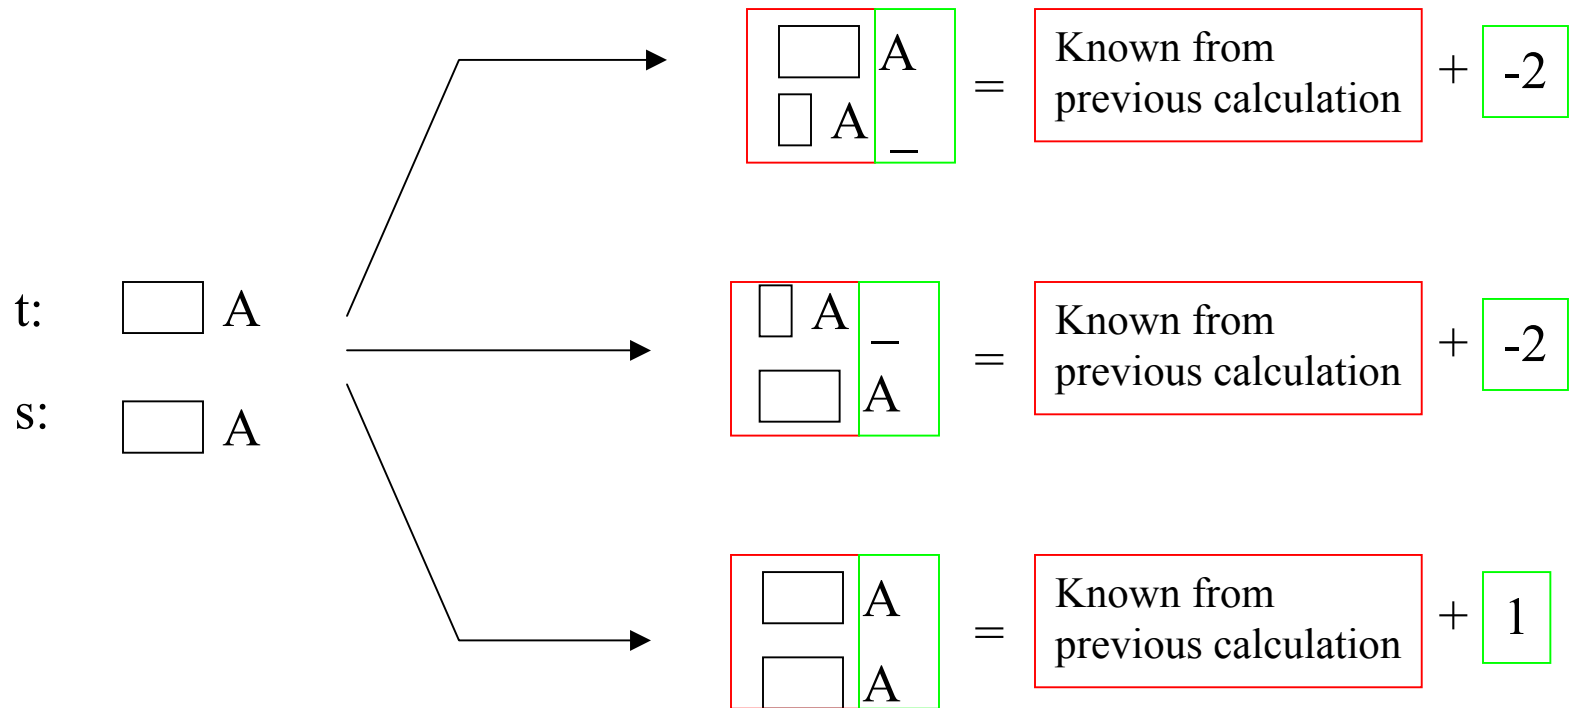 t: A
s: A
A
A _
= Known from
previous calculation + -2
A _
A
= Known from
previous calculation + -2
A
A
= Known from
previous calculation + 1